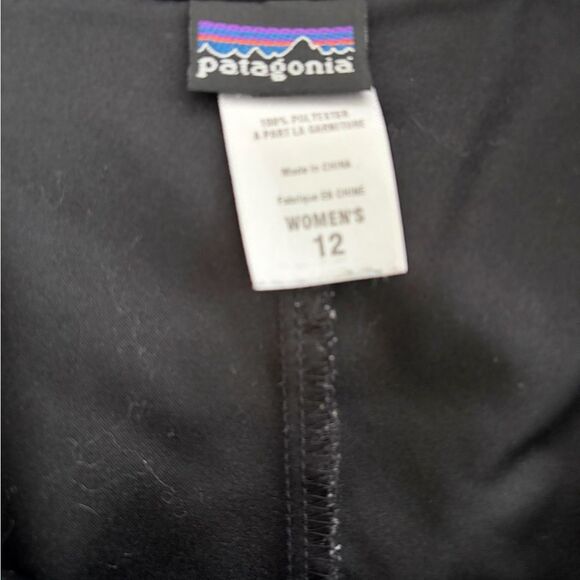 patagonia
100% POLYESTER
A PART LA GARNITURE
Made in CHINA
Fabriqué EN CHINE
WOMEN'S
12